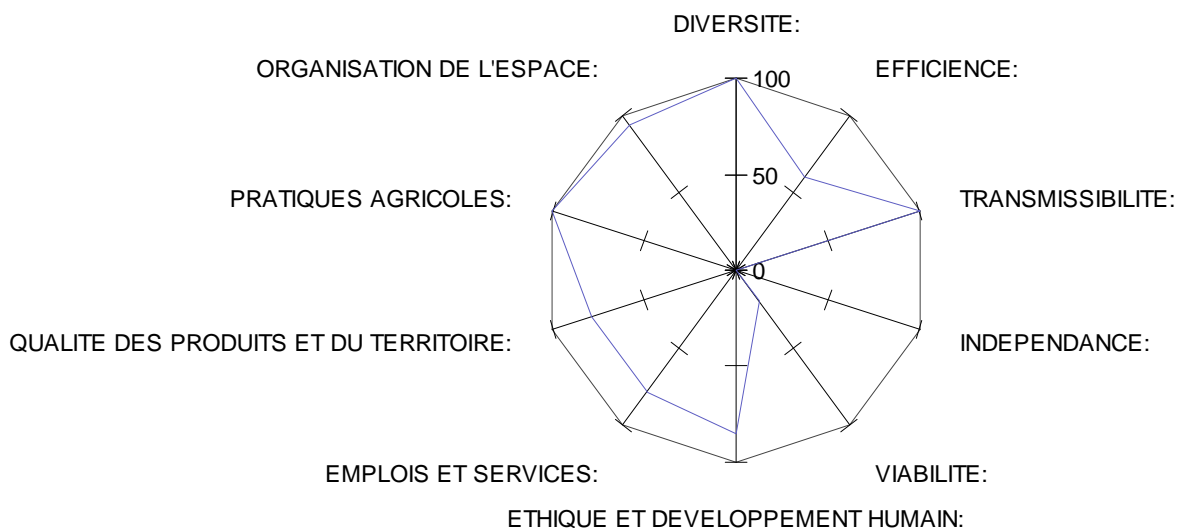 DIVERSITE:
ORGANISATION DE L'ESPACE:
EFFICIENCE:
100
50
PRATIQUES AGRICOLES:
TRANSMISSIBILITE:
0
QUALITE DES PRODUITS ET DU TERRITOIRE:
INDEPENDANCE:
EMPLOIS ET SERVICES:
VIABILITE:
ETHIQUE ET DEVELOPPEMENT HUMAIN: